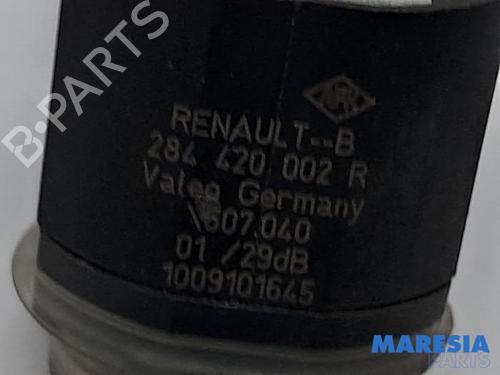 B-PARTS
RENAULT--B
284 420 002 R
Valeo Germany
\607.040
01 /29dB
1009101645
MARESIA
PARTS